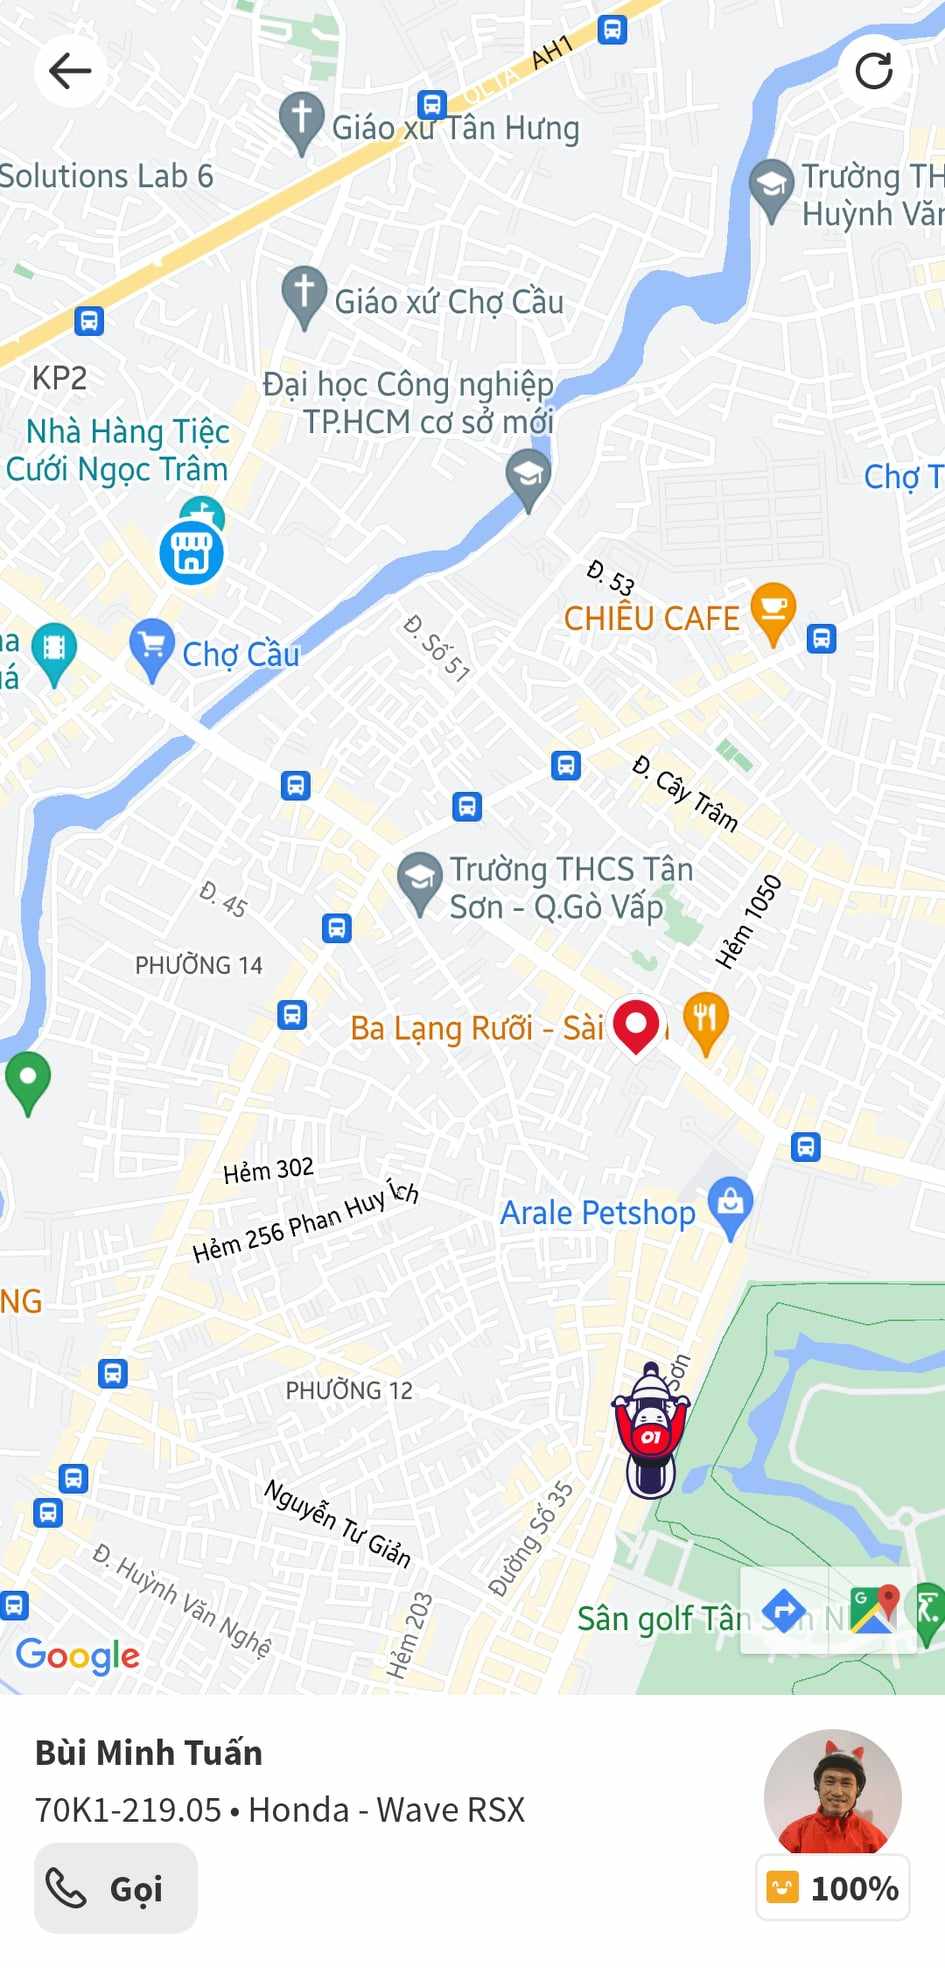 AH1
QL1A
Giáo xứ Tân Hưng
Solutions Lab 6
Trường TH
Huỳnh Văn
Giáo xứ Chợ Cầu
KP2
Đại học Công nghiệp
TP.HCM cơ sở mới
Nhà Hàng Tiệc
Cưới Ngọc Trâm
Chợ T
Đ. 53
CHIÊU CAFE
Đ. Số 51
Chợ Cầu
Đ. Cây Trâm
Trường THCS Tân
Sơn - Q.Gò Vấp
Đ. 45
Hẻm 1050
PHƯỜNG 14
Ba Lạng Rưỡi - Sài
Hẻm 302
Hẻm 256 Phan Huy Ích
Arale Petshop
NG
Sơn
PHƯỜNG 12
Nguyễn Tư Giản
Đường Số 35
Đ. Huỳnh Văn Nghệ
Hẻm 203
Sân golf Tân Sơn N
Google
Bùi Minh Tuấn
01
70K1-219.05 • Honda - Wave RSX
Gọi
100%